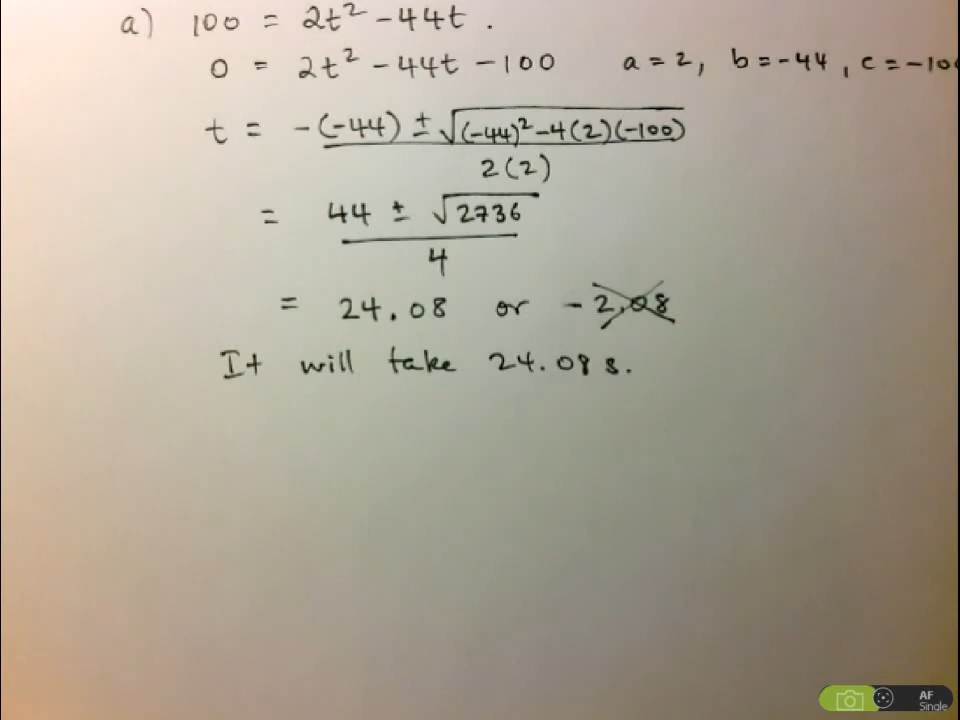 a) 100 = 2t² - 44t.
0 = 2t² - 44t - 100 a = 2, b = -44, c = -100
t = -(-44) ± √(-44)² - 4(2)(-100)
2(2)
= 44 ± √2736
4
= 24.08 or - 2.08
It will take 24.08 s.
AF
Single